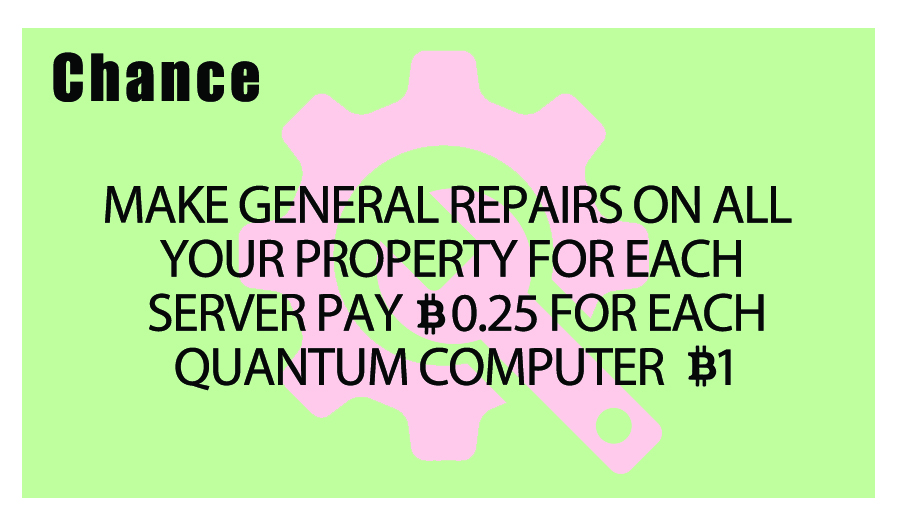 Chance
MAKE GENERAL REPAIRS ON ALL
YOUR PROPERTY FOR EACH
SERVER PAY ₿0.25 FOR EACH
QUANTUM COMPUTER ₿1